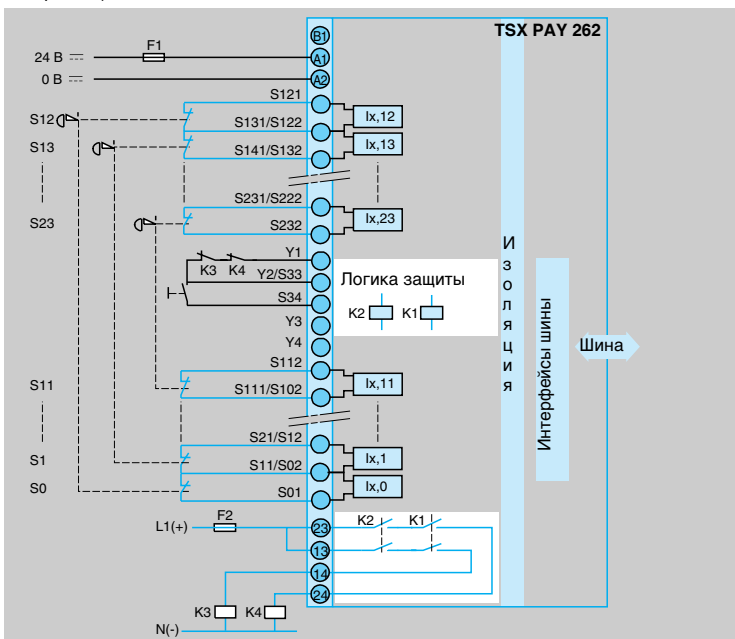 TSX PAY 262
B1
F1
24 В A1
0 В A2
S121
S12 Ix,12
S131/S122
S13 Ix,13
S141/S132
S231/S222
S23 Ix,23
S232
Y1
K3 K4
Y2/S33
S34
Y3
Y4
Логика защиты
K2 K1
Изоляция
Интерфейсы шины
Шина
S112
S11 Ix,11
S111/S102
S21/S12
S1 Ix,1
S11/S02
S0 Ix,0
S01
L1(+) F2 23 K2 K1
13
14
24
K3 K4
N(-)